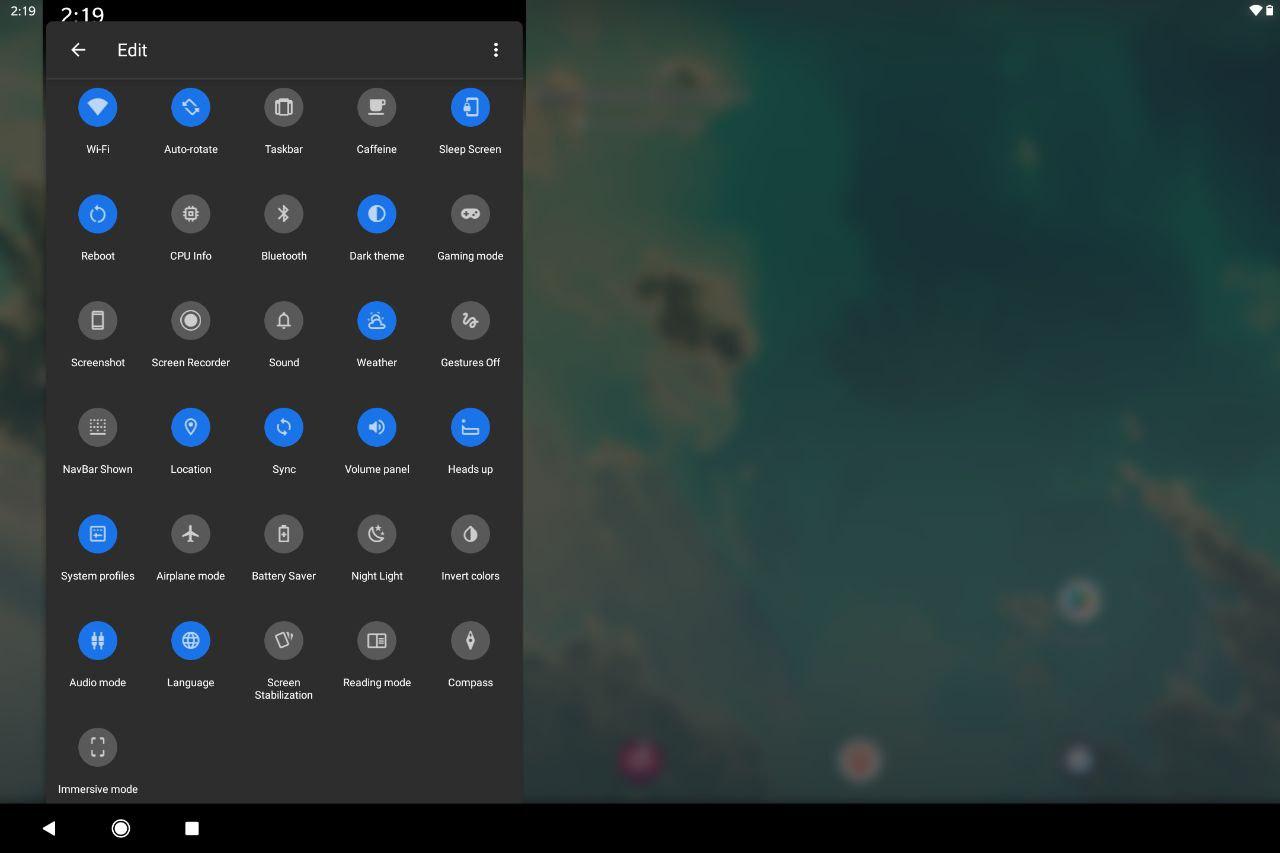 2:19
2:19
Edit
Wi-Fi
Auto-rotate
Taskbar
Caffeine
Sleep Screen
Reboot
CPU Info
Bluetooth
Dark theme
Gaming mode
Screenshot
Screen Recorder
Sound
Weather
Gestures Off
NavBar Shown
Location
Sync
Volume panel
Heads up
System profiles
Airplane mode
Battery Saver
Night Light
Invert colors
Audio mode
Language
Screen
Stabilization
Reading mode
Compass
Immersive mode